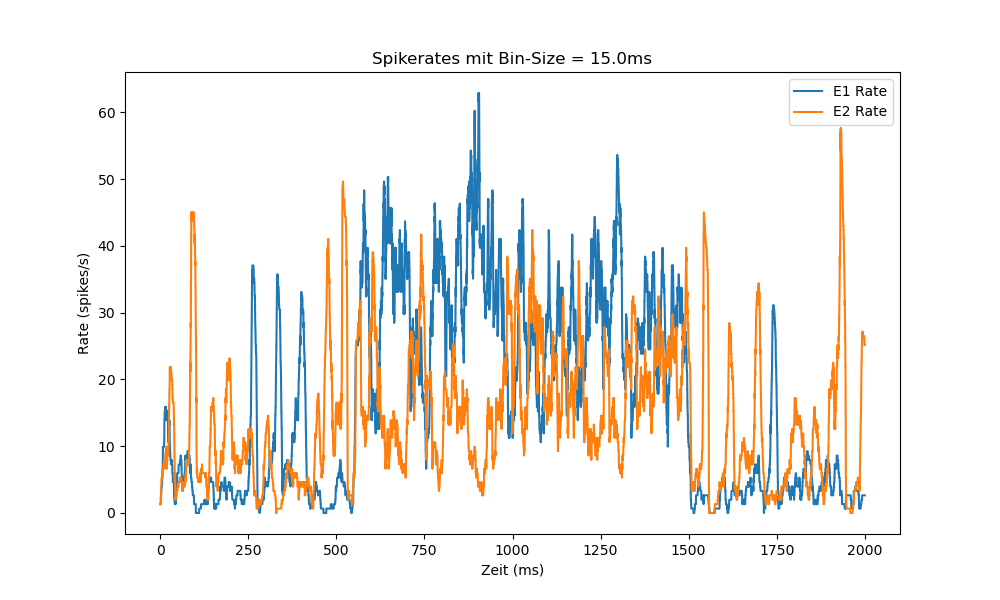 Spikerates mit Bin-Size = 15.0ms
E1 Rate
E2 Rate
Rate (spikes/s)
60
50
40
30
20
10
0
0 250 500 750 1000 1250 1500 1750 2000
Zeit (ms)